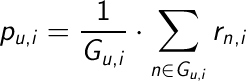 p_{u,i} = \frac{1}{G_{u,i}} \cdot \sum_{n \in G_{u,i}} r_{n,i}